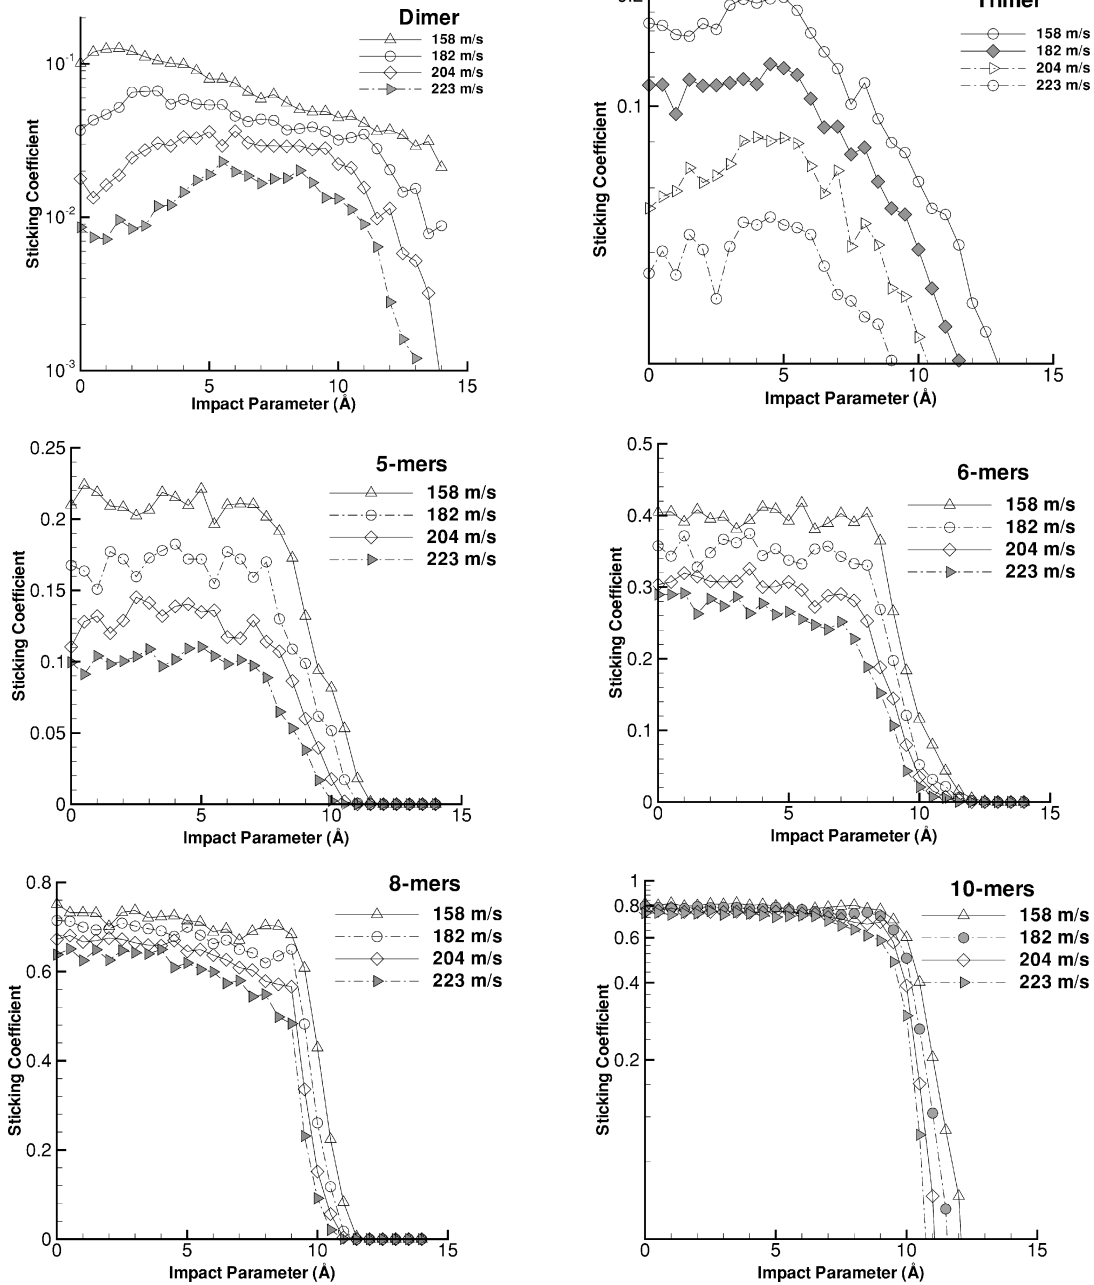 Dimer
158 m/s
182 m/s
204 m/s
223 m/s
10-1
10-2
10-3
Sticking Coefficient
0 5 10 15
Impact Parameter (Å)
Trimer
158 m/s
182 m/s
204 m/s
223 m/s
0.2
0.1
Sticking Coefficient
0 5 10 15
Impact Parameter (Å)
5-mers
158 m/s
182 m/s
204 m/s
223 m/s
0.25
0.2
0.15
0.1
0.05
0
Sticking Coefficient
5 10 15
Impact Parameter (Å)
6-mers
158 m/s
182 m/s
204 m/s
223 m/s
0.5
0.4
0.3
0.2
0.1
0
Sticking Coefficient
5 10 15
Impact Parameter (Å)
8-mers
158 m/s
182 m/s
204 m/s
223 m/s
0.8
0.6
0.4
0.2
0
Sticking Coefficient
0 5 10 15
Impact Parameter (Å)
10-mers
158 m/s
182 m/s
204 m/s
223 m/s
1
0.8
0.6
0.4
0.2
Sticking Coefficient
0 5 10 15
Impact Parameter (Å)